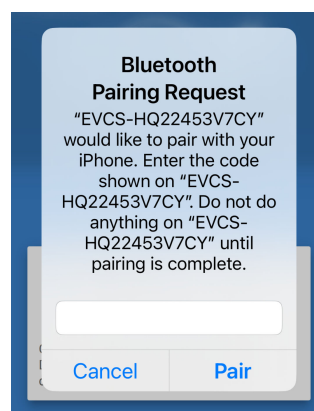 Bluetooth
Pairing Request
“EVCS-HQ22453V7CY”
would like to pair with your
iPhone. Enter the code
shown on “EVCS-
HQ22453V7CY”. Do not do
anything on “EVCS-
HQ22453V7CY” until
pairing is complete.
Cancel Pair